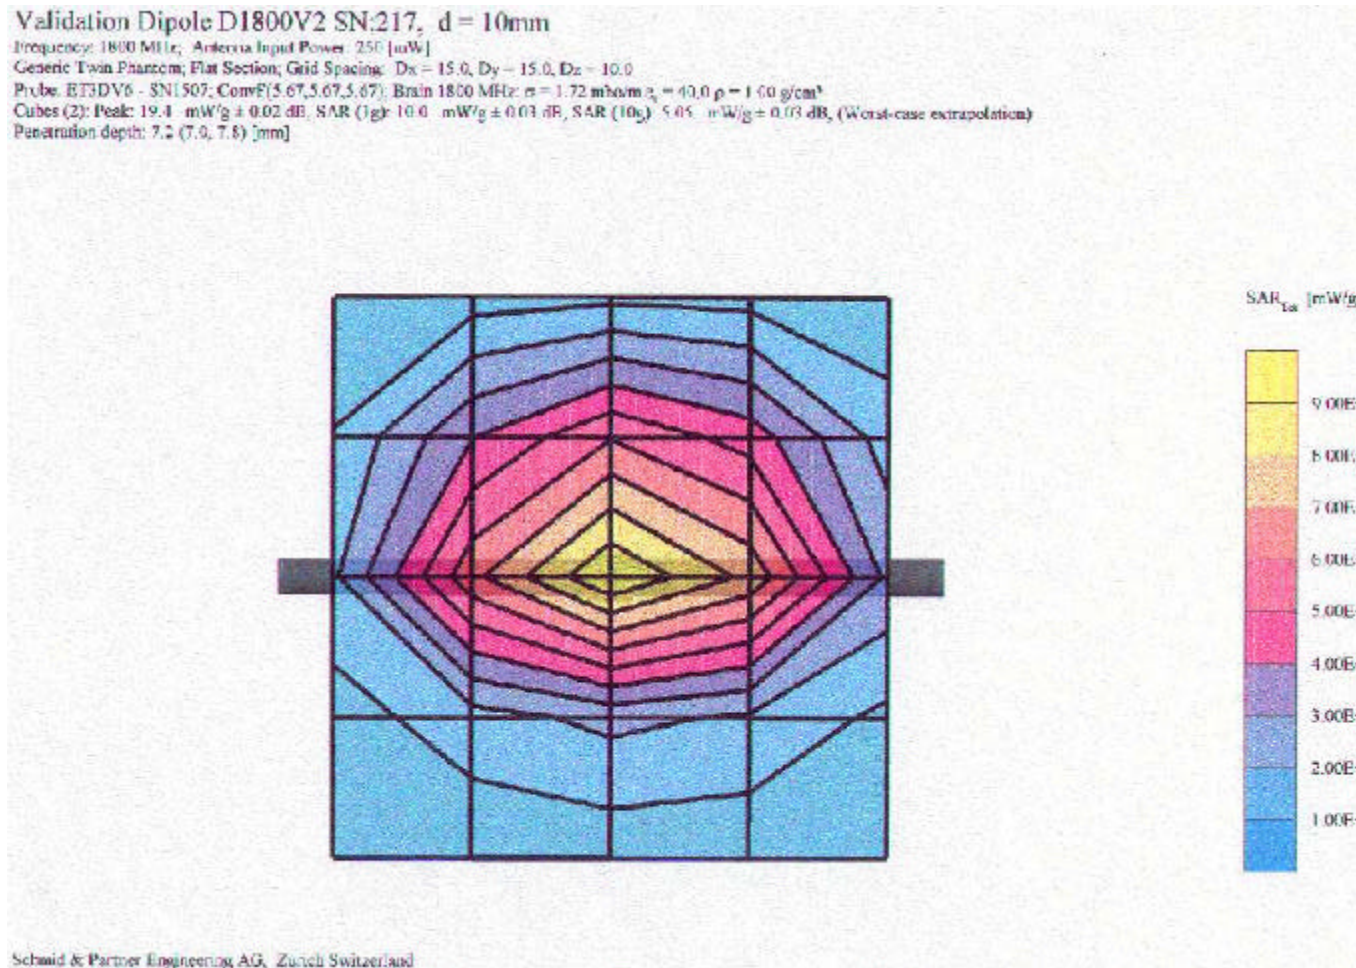 Validation Dipole D1800V2 SN:217, d = 10mm
Frequency: 1800 MHz; Antenna Input Power: 250 [mW]
Generic Twin Phantom; Flat Section; Grid Spacing: Dx = 15.0, Dy = 15.0, Dz = 10.0
Probe: ET3DV6 - SN1507; ConvF(5.67,5.67,5.67); Brain 1800 MHz: σ = 1.72 mho/m εr = 40.0 ρ = 1.00 g/cm³
Cubes (2): Peak: 19.4 mW/g ± 0.02 dB, SAR (1g): 10.0 mW/g ± 0.03 dB, SAR (10g): 5.05 mW/g ± 0.03 dB, (Worst-case extrapolation)
Penetration depth: 7.2 (7.0, 7.8) [mm]
SARTot [mW/g
9.00E
8.00E
7.00E
6.00E
5.00E
4.00E
3.00E
2.00E
1.00E
Schmid & Partner Engineering AG, Zurich Switzerland